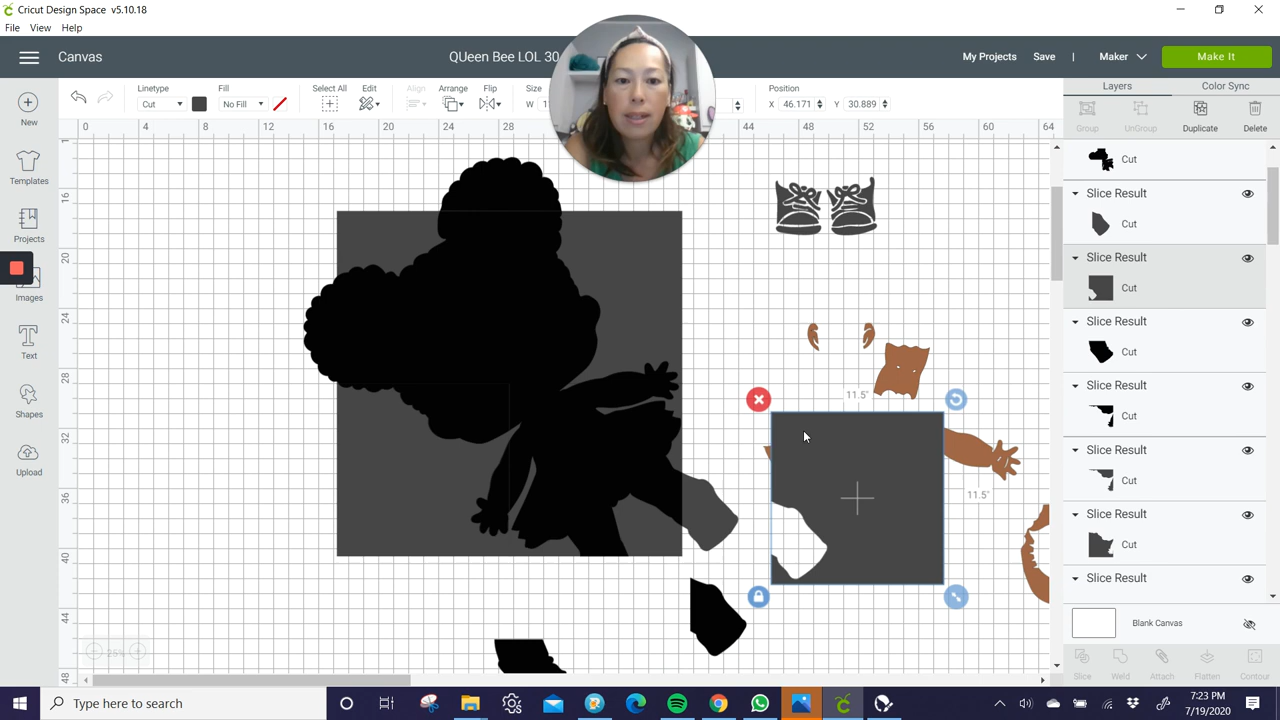 Cricut Design Space v5.10.18
File View Help
Canvas
QUeen Bee LOL 30
My Projects Save | Maker Make It
Linetype Fill Select All Edit Align Arrange Flip Size Position
Cut No Fill W 1 X 46.171 Y 30.889
Layers Color Sync
Group UnGroup Duplicate Delete
0 4 8 12 16 20 24 28 44 48 52 56 60 64
16
20
24
28
32
36
40
44
48
New
Templates
Projects
Images
Text
Shapes
Upload
11.5"
11.5"
25%
Cut
Slice Result
Cut
Slice Result
Cut
Slice Result
Cut
Slice Result
Cut
Slice Result
Cut
Slice Result
Cut
Slice Result
Blank Canvas
Slice Weld Attach Flatten Contour
Type here to search
7:23 PM
7/19/2020